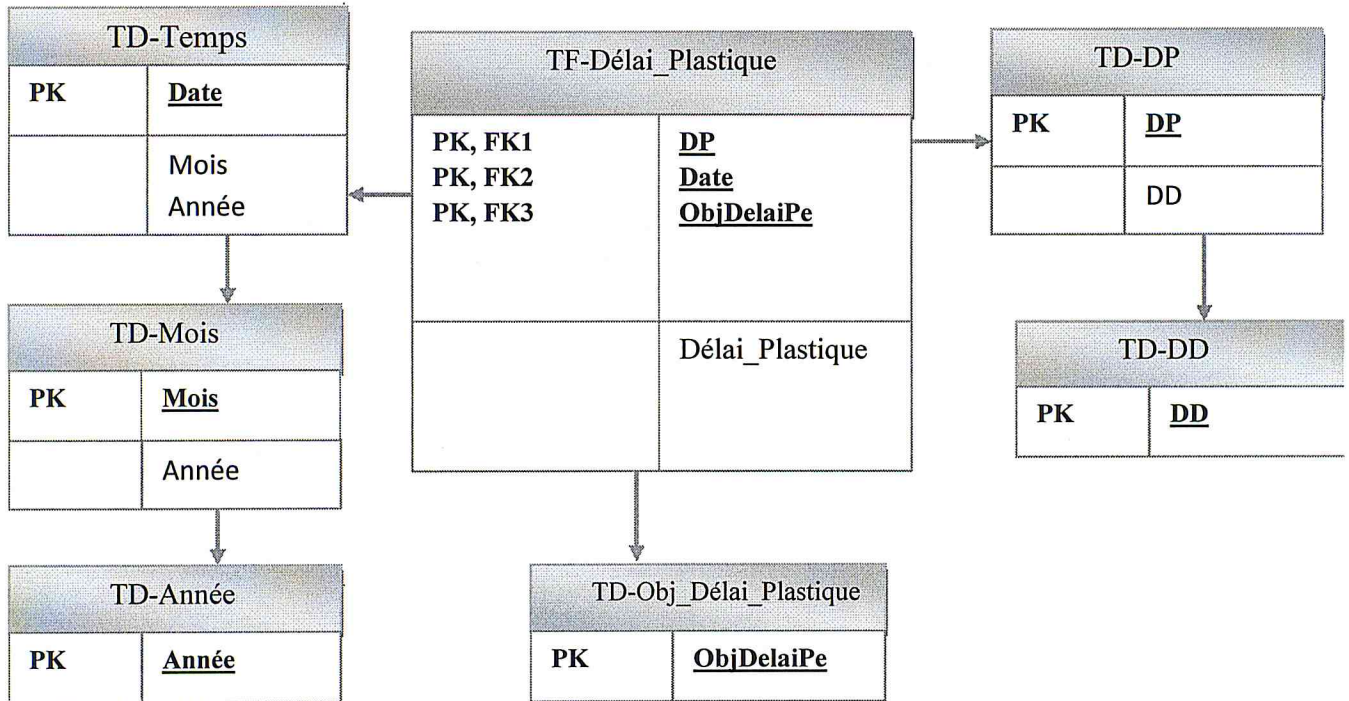 TD-Temps
PK Date
Mois
Année
TF-Délai_Plastique
PK, FK1 DP
PK, FK2 Date
PK, FK3 ObjDelaiPe
Délai_Plastique
TD-DP
PK DP
DD
TD-Mois
PK Mois
Année
TD-DD
PK DD
TD-Année
PK Année
TD-Obj_Délai_Plastique
PK ObjDelaiPe